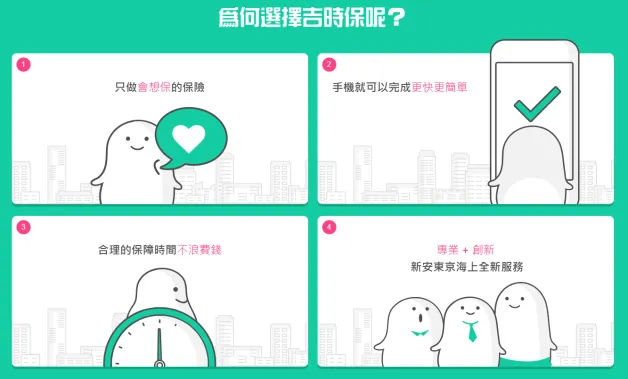 為何選擇吉時保呢？
1
只做會想保的保險
2
手機就可以完成更快更簡單
3
合理的保障時間不浪費錢
4
專業 + 創新
新安東京海上全新服務